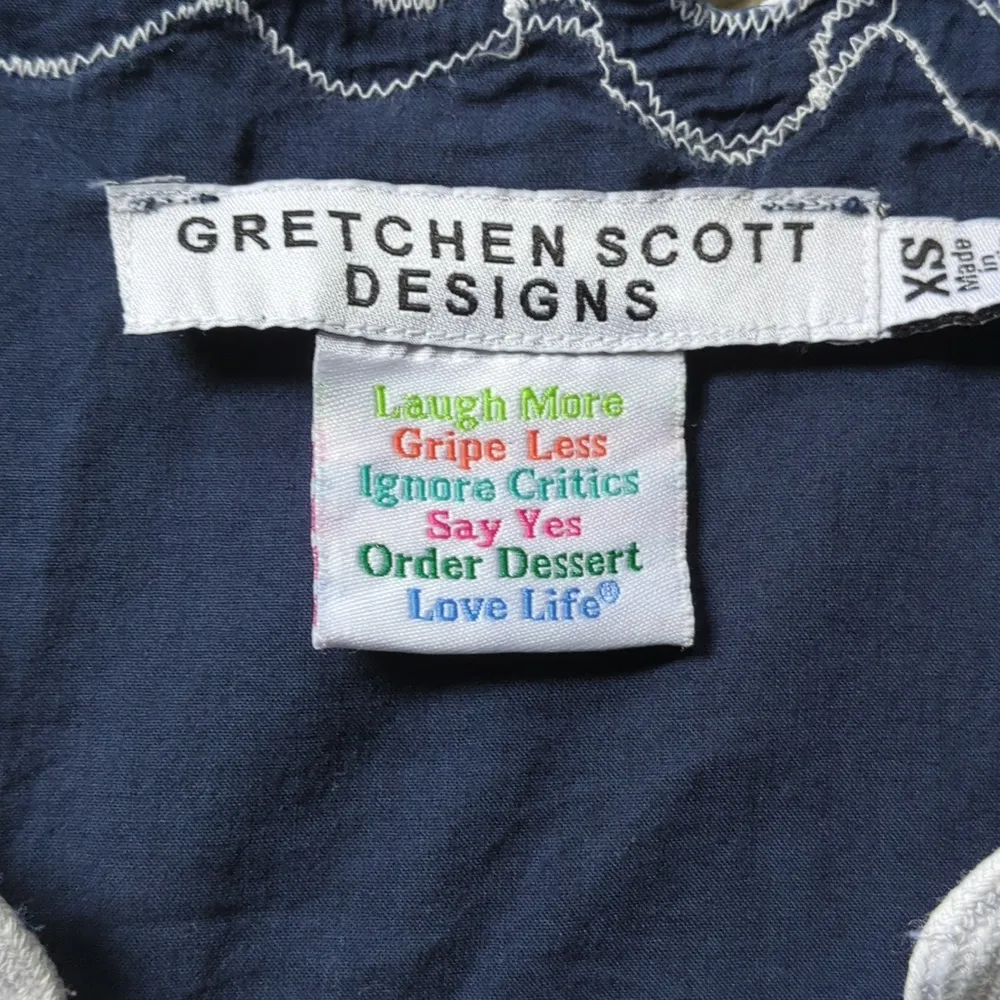 GRETCHEN SCOTT
DESIGNS
XS
Made
in
Laugh More
Gripe Less
Ignore Critics
Say Yes
Order Dessert
Love Life®